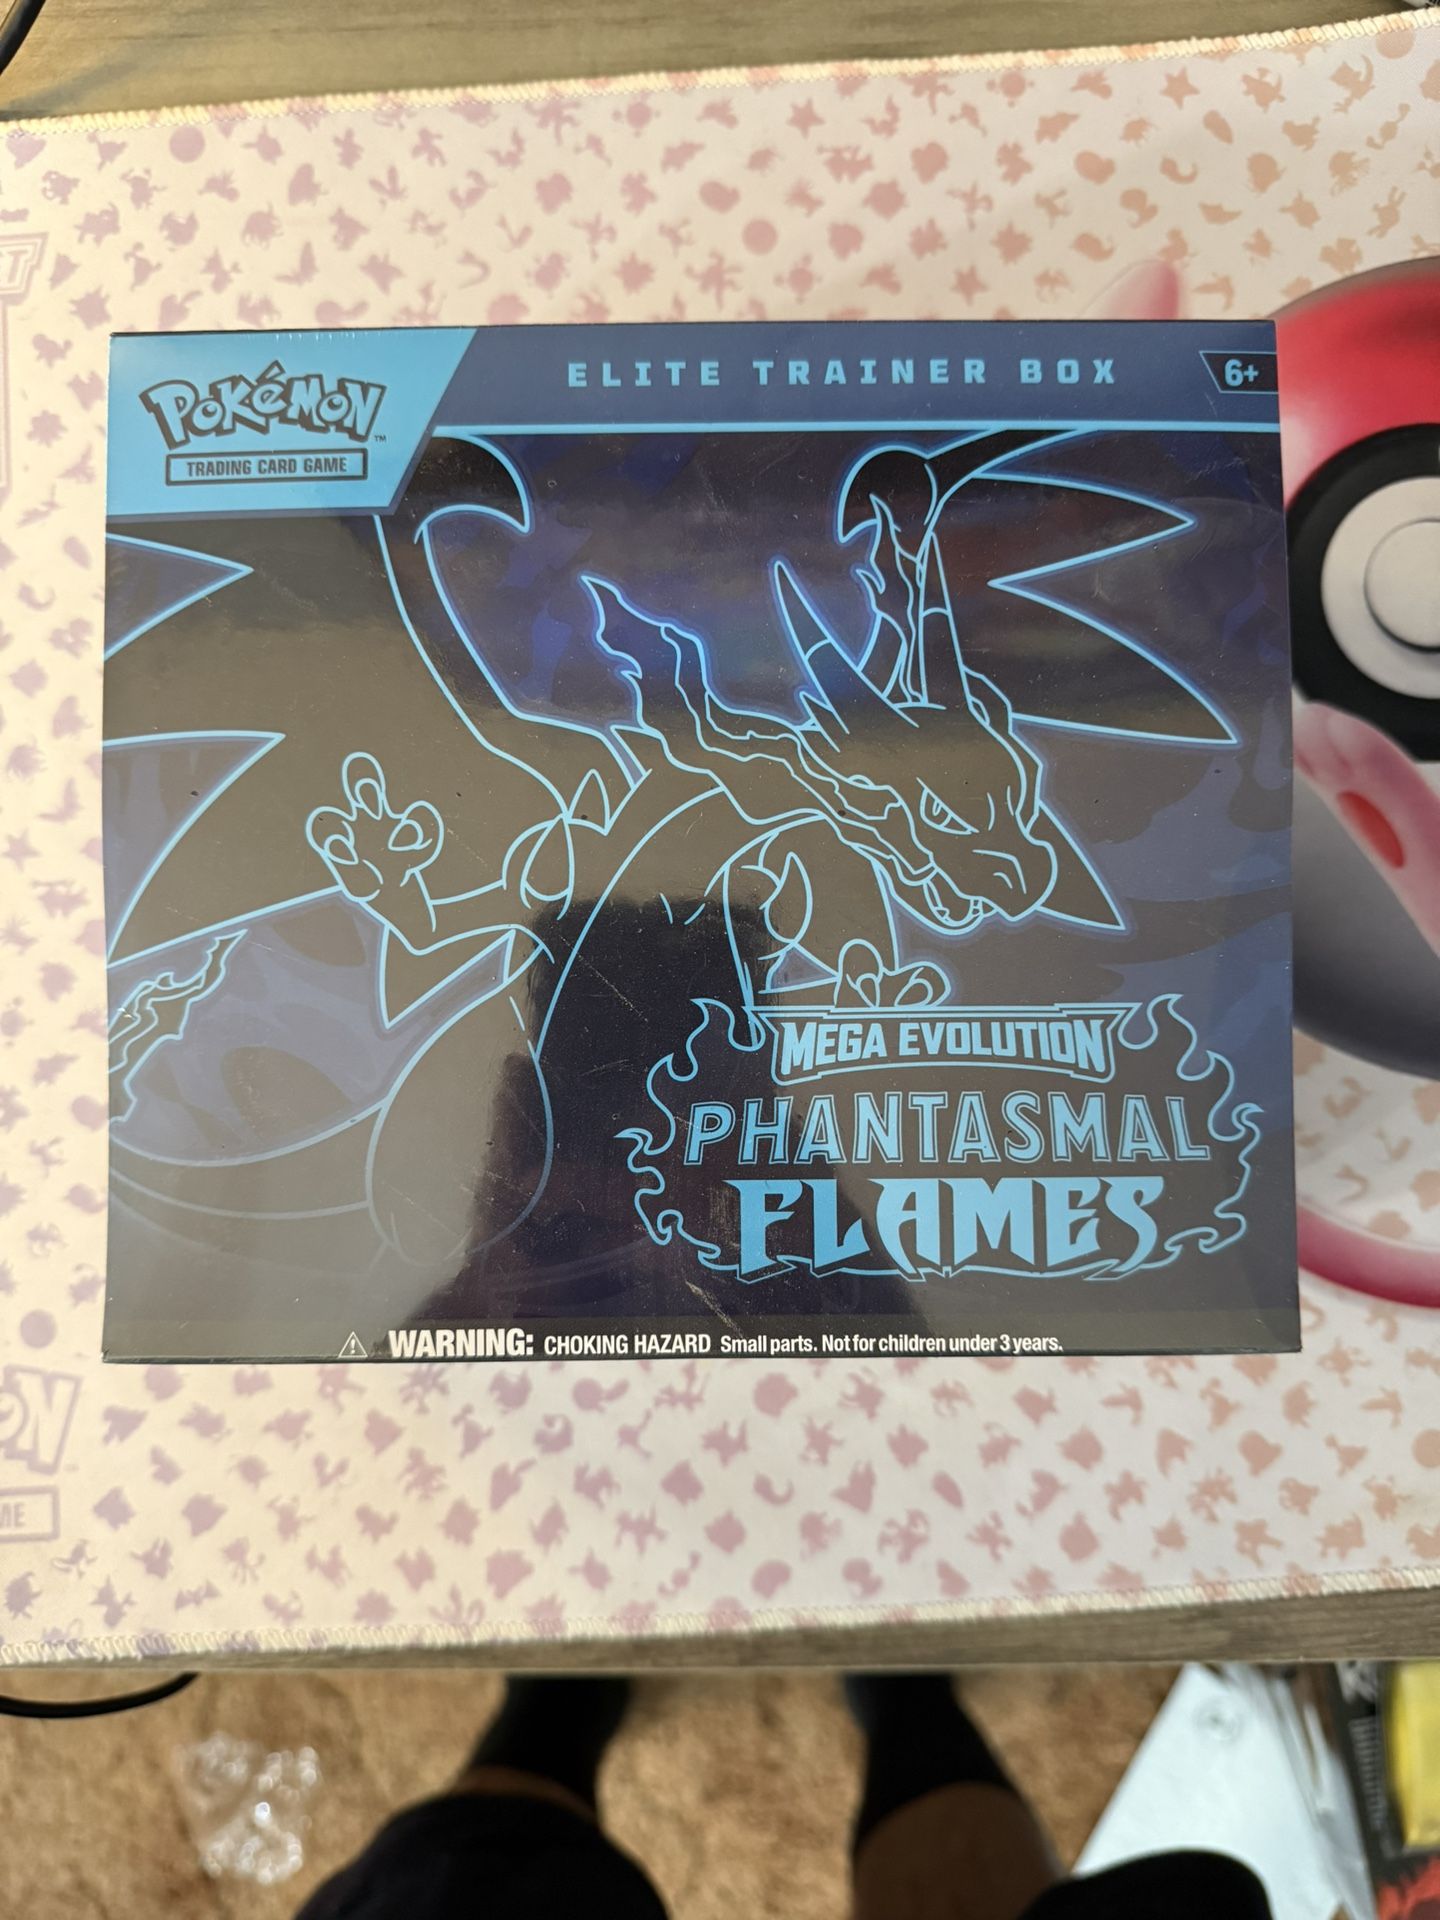 POKéMON™
TRADING CARD GAME
ELITE TRAINER BOX
6+
MEGA EVOLUTION
PHANTASMAL
FLAMES
WARNING: CHOKING HAZARD Small parts. Not for children under 3 years.